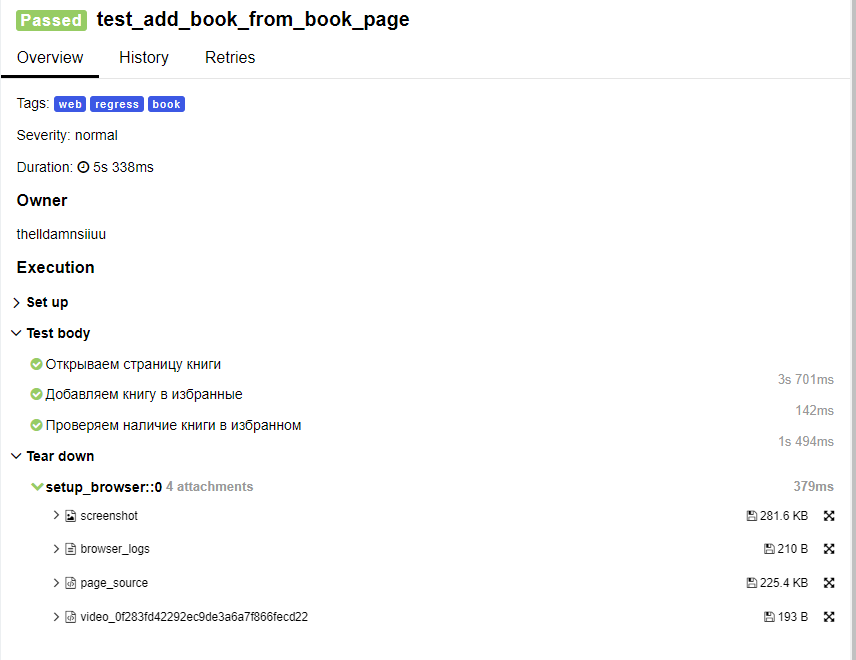 Passed test_add_book_from_book_page
Overview History Retries
Tags: web regress book
Severity: normal
Duration: 5s 338ms
Owner
thelldamnsiiuu
Execution
Set up
Test body
Открываем страницу книги
3s 701ms
Добавляем книгу в избранные
142ms
Проверяем наличие книги в избранном
1s 494ms
Tear down
setup_browser::0 4 attachments 379ms
screenshot 281.6 KB
browser_logs 210 B
page_source 225.4 KB
video_0f283fd42292ec9de3a6a7f866fecd22 193 B